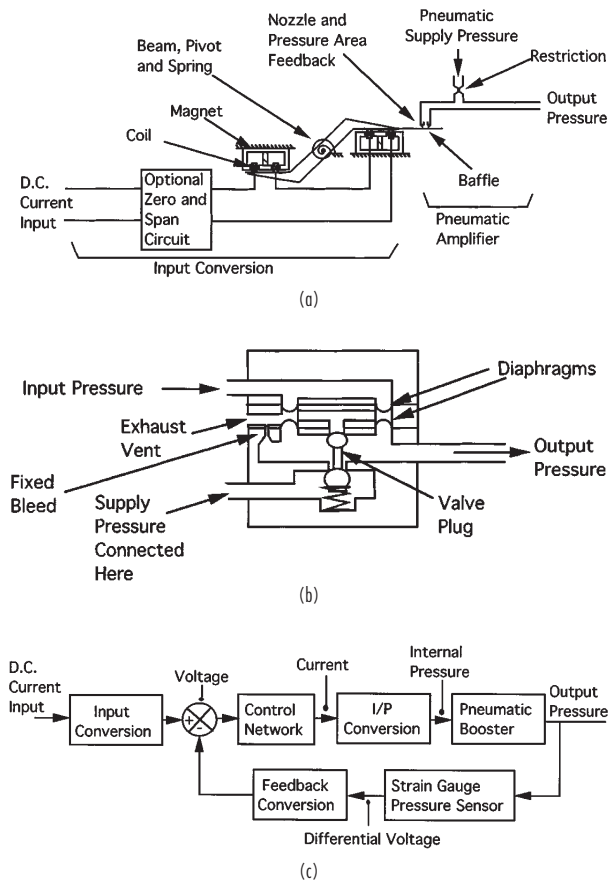 Nozzle and
Pressure Area
Feedback
Pneumatic
Supply Pressure
Restriction
Beam, Pivot
and Spring
Output
Pressure
Magnet
Coil
N
N
D.C.
Current
Input
Optional
Zero and
Span
Circuit
Baffle
Pneumatic
Amplifier
Input Conversion
(a)
Input Pressure
Diaphragms
Exhaust
Vent
Output
Pressure
Fixed
Bleed
Supply
Pressure
Connected
Here
Valve
Plug
(b)
D.C.
Current
Input
Voltage
Current
Internal
Pressure
Output
Pressure
Input
Conversion
+
-
Control
Network
I/P
Conversion
Pneumatic
Booster
Feedback
Conversion
Strain Gauge
Pressure Sensor
Differential Voltage
(c)